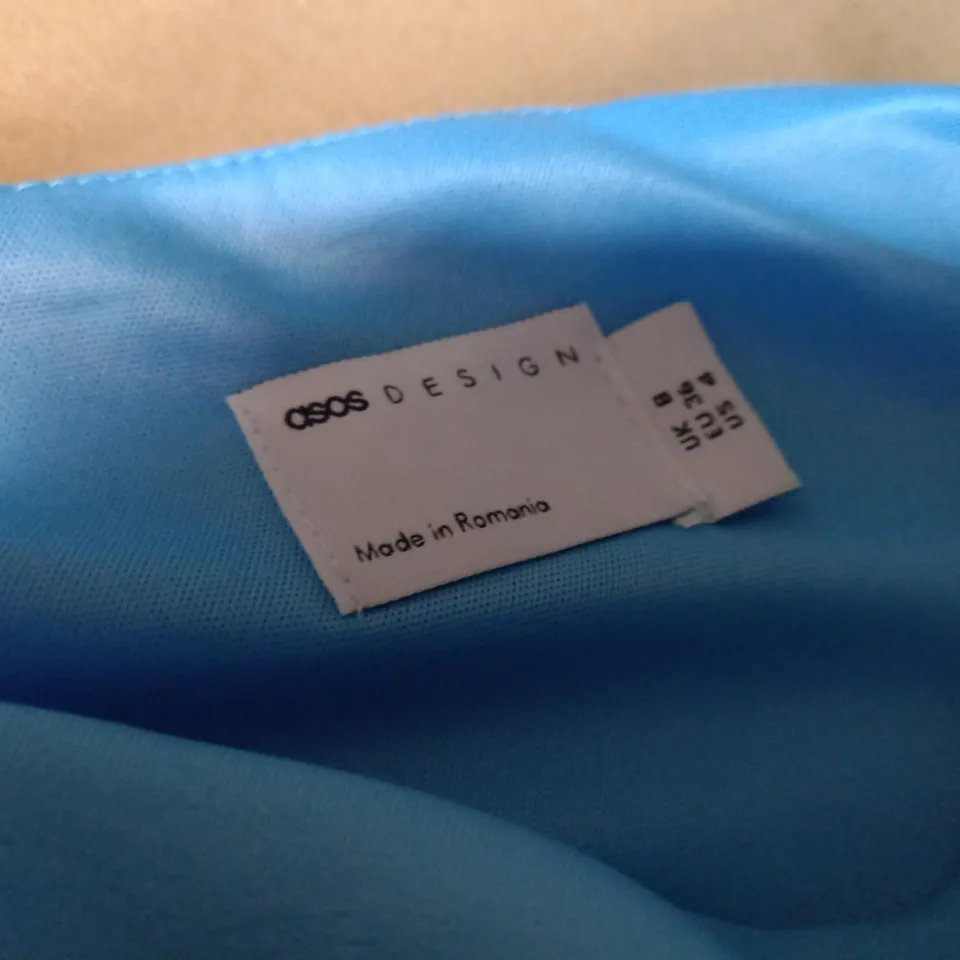 asos DESIGN
Made in Romania
UK 8
EU 36
US 4